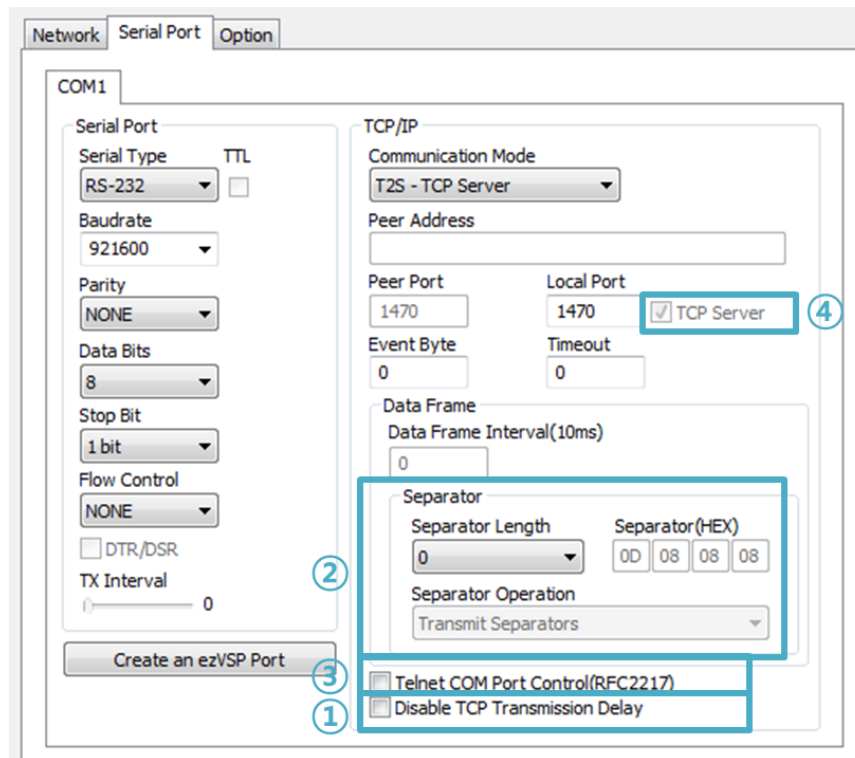 Network Serial Port Option
COM1
Serial Port
Serial Type TTL
RS-232
Baudrate
921600
Parity
NONE
Data Bits
8
Stop Bit
1 bit
Flow Control
NONE
DTR/DSR
TX Interval
0
Create an ezVSP Port
TCP/IP
Communication Mode
T2S - TCP Server
Peer Address
Peer Port Local Port
1470 1470 TCP Server ④
Event Byte Timeout
0 0
Data Frame
Data Frame Interval(10ms)
0
② Separator
Separator Length Separator(HEX)
0 0D 08 08 08
Separator Operation
Transmit Separators
③ Telnet COM Port Control(RFC2217)
① Disable TCP Transmission Delay